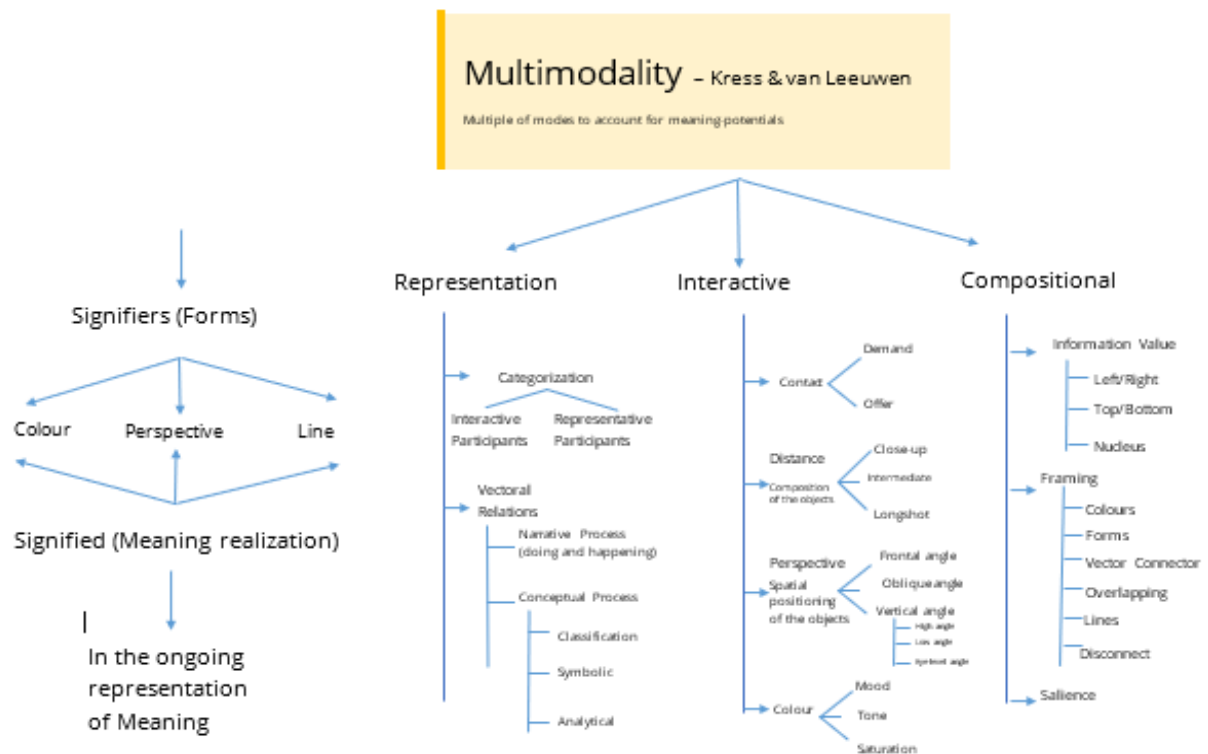 Multimodality – Kress & van Leeuwen
Multiple of modes to account for meaning-potentials
Signifiers (Forms)
Colour
Perspective
Line
Signified (Meaning realization)
In the ongoing
representation
of Meaning
Representation
Categorization
Interactive
Participants
Representative
Participants
Vectoral
Relations
Narrative Process
(doing and happening)
Conceptual Process
Classification
Symbolic
Analytical
Interactive
Contact
Demand
Offer
Distance
Composition
of the objects
Close-up
Intermediate
Longshot
Perspective
Spatial
positioning
of the objects
Frontal angle
Oblique angle
Vertical angle
High angle
Low angle
Eye-level angle
Colour
Mood
Tone
Saturation
Compositional
Information Value
Left/Right
Top/Bottom
Nucleus
Framing
Colours
Forms
Vector Connector
Overlapping
Lines
Disconnect
Sallience